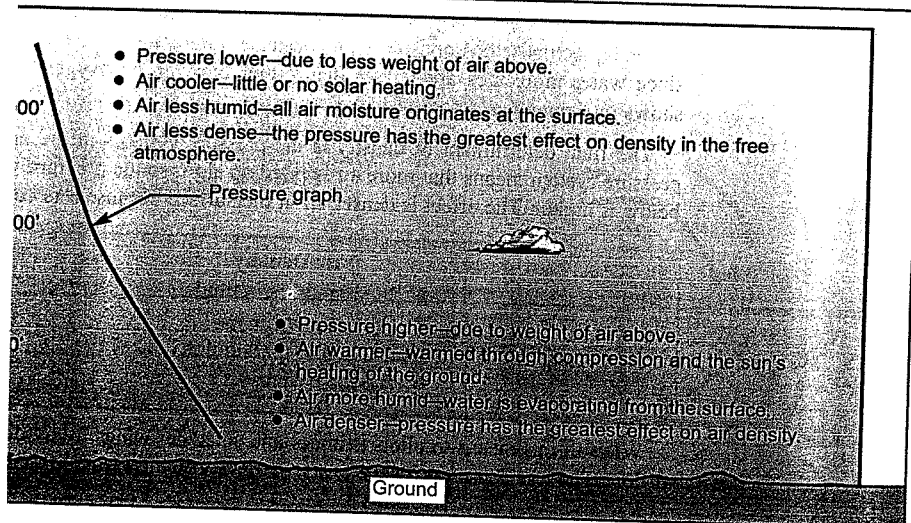 ● Pressure lower—due to less weight of air above.
● Air cooler—little or no solar heating.
00'
● Air less humid—all air moisture originates at the surface.
● Air less dense—the pressure has the greatest effect on density in the free
atmosphere.
Pressure graph
00'
● Pressure higher—due to weight of air above.
0'
● Air warmer—warmed through compression and the sun's
heating of the ground.
● Air more humid—water is evaporating from the surface.
● Air denser—pressure has the greatest effect on air density.
Ground